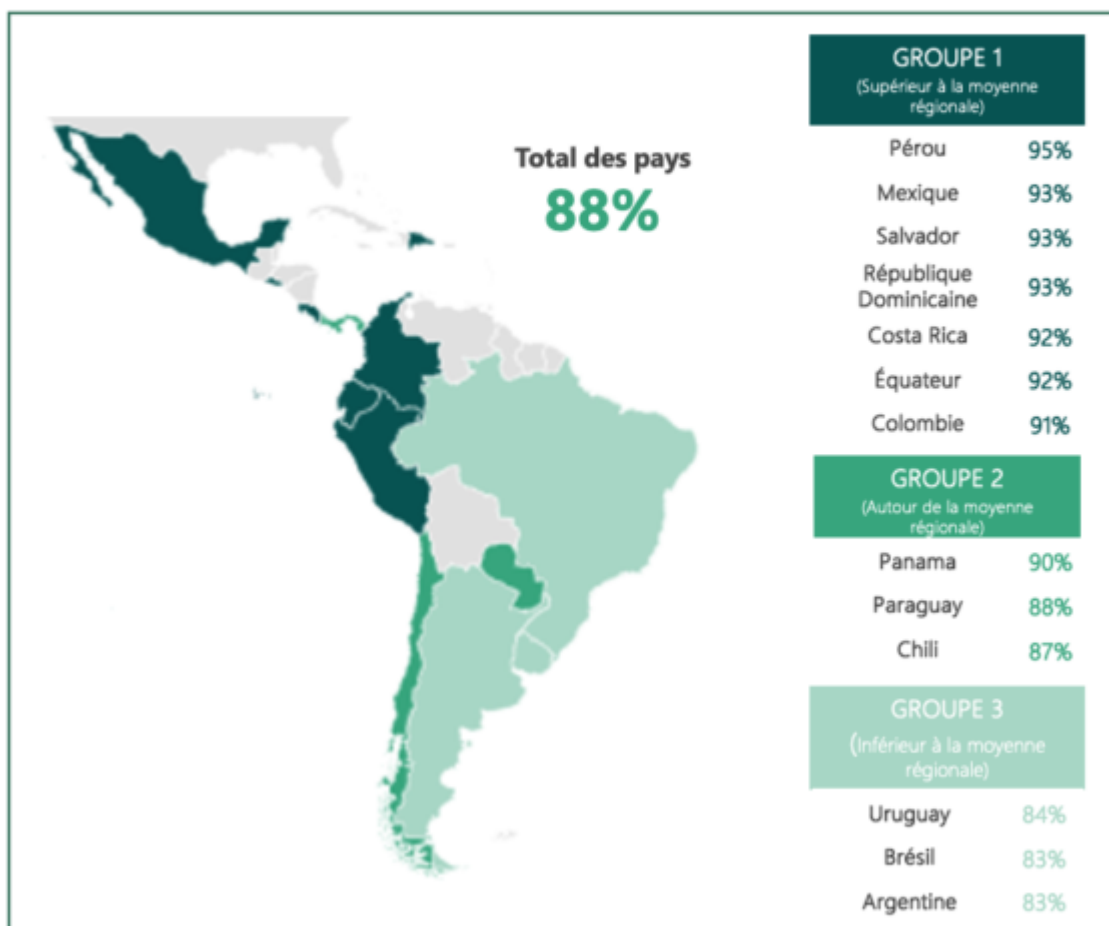 Total des pays
88%
GROUPE 1
(Supérieur à la moyenne
régionale)
Pérou 95%
Mexique 93%
Salvador 93%
République
Dominicaine 93%
Costa Rica 92%
Équateur 92%
Colombie 91%
GROUPE 2
(Autour de la moyenne
régionale)
Panama 90%
Paraguay 88%
Chili 87%
GROUPE 3
(Inférieur à la moyenne
régionale)
Uruguay 84%
Brésil 83%
Argentine 83%